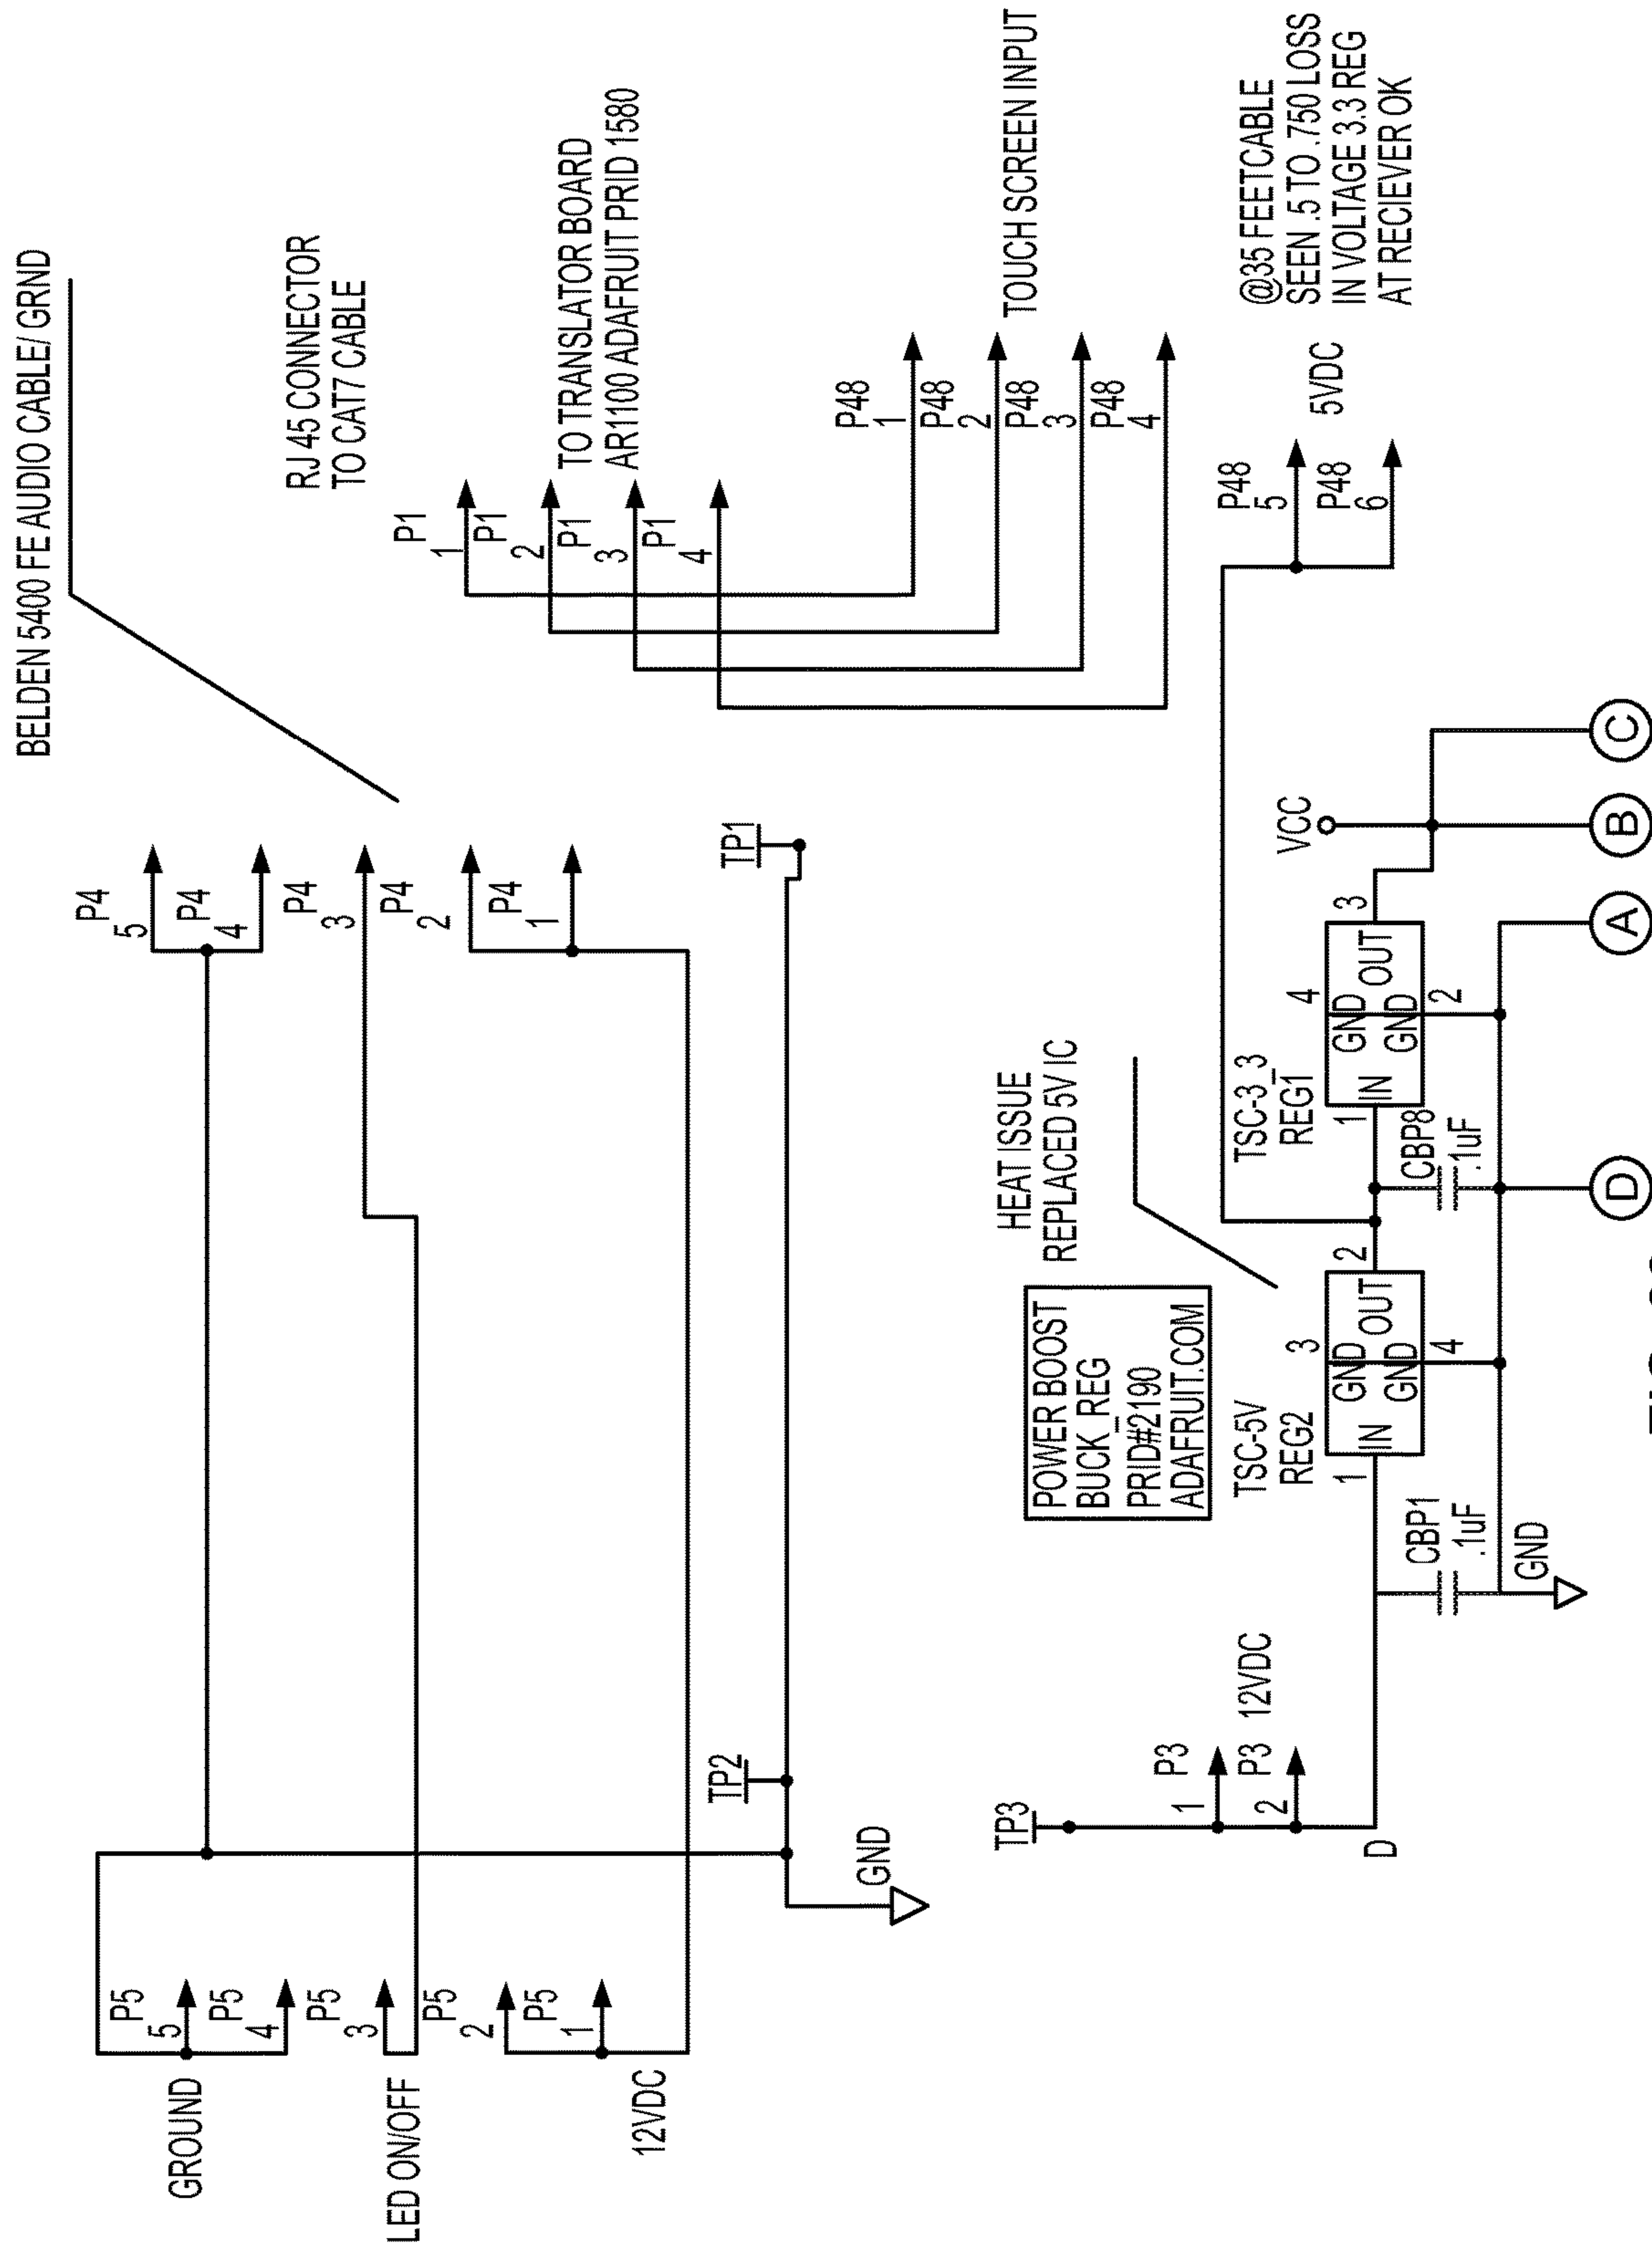 BELDEN 5400 FE AUDIO CABLE/ GRND
GROUND
P5
5
P5
4
LED ON/OFF
P5
3
P5
2
P5
1
12VDC
P4
5
P4
4
P4
3
P4
2
P4
1
RJ 45 CONNECTOR
TO CAT7 CABLE
P1
1
P1
2
P1
3
P1
4
TO TRANSLATOR BOARD
AR1100 ADAFRUIT PRID 1580
TP2
TP1
GND
P48
1
P48
2
P48
3
P48
4
TOUCH SCREEN INPUT
TP3
P3
1
P3
2
12VDC
D
POWER BOOST
BUCK_REG
PRID#2190
ADAFRUIT.COM
HEAT ISSUE
REPLACED 5V IC
TSC-5V
REG2
1
IN
3
GND
GND
4
OUT
2
CBP1
.1uF
GND
TSC-3_3
REG1
1
IN
4
GND
GND
2
OUT
3
CBP8
.1uF
VCC
P48
5
P48
6
5VDC
@35 FEETCABLE
SEEN .5 TO .750 LOSS
IN VOLTAGE 3.3 REG
AT RECIEVER OK
D
A
B
C